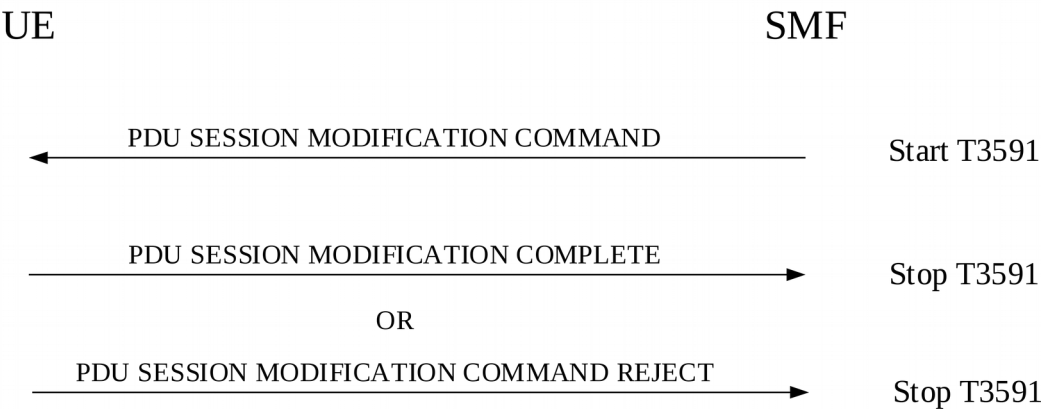 UE SMF
PDU SESSION MODIFICATION COMMAND Start T3591
PDU SESSION MODIFICATION COMPLETE Stop T3591
OR
PDU SESSION MODIFICATION COMMAND REJECT Stop T3591